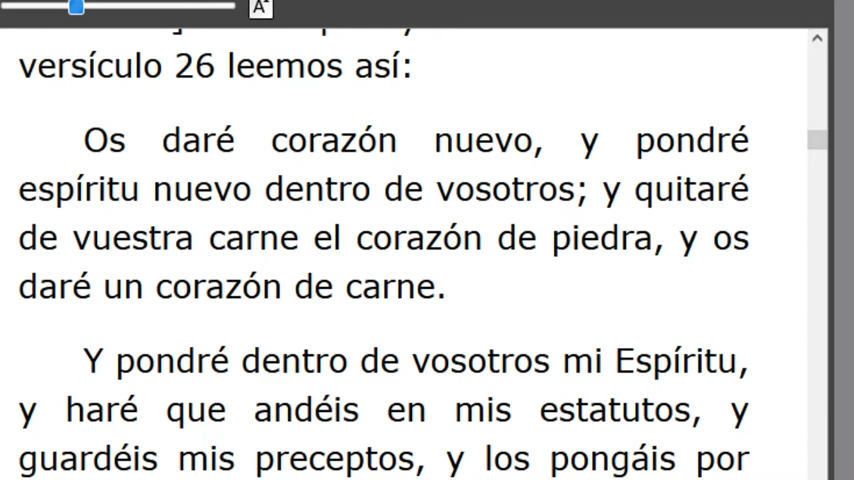 A
versículo 26 leemos así:
Os daré corazón nuevo, y pondré
espíritu nuevo dentro de vosotros; y quitaré
de vuestra carne el corazón de piedra, y os
daré un corazón de carne.
Y pondré dentro de vosotros mi Espíritu,
y haré que andéis en mis estatutos, y
guardéis mis preceptos, y los pongáis por